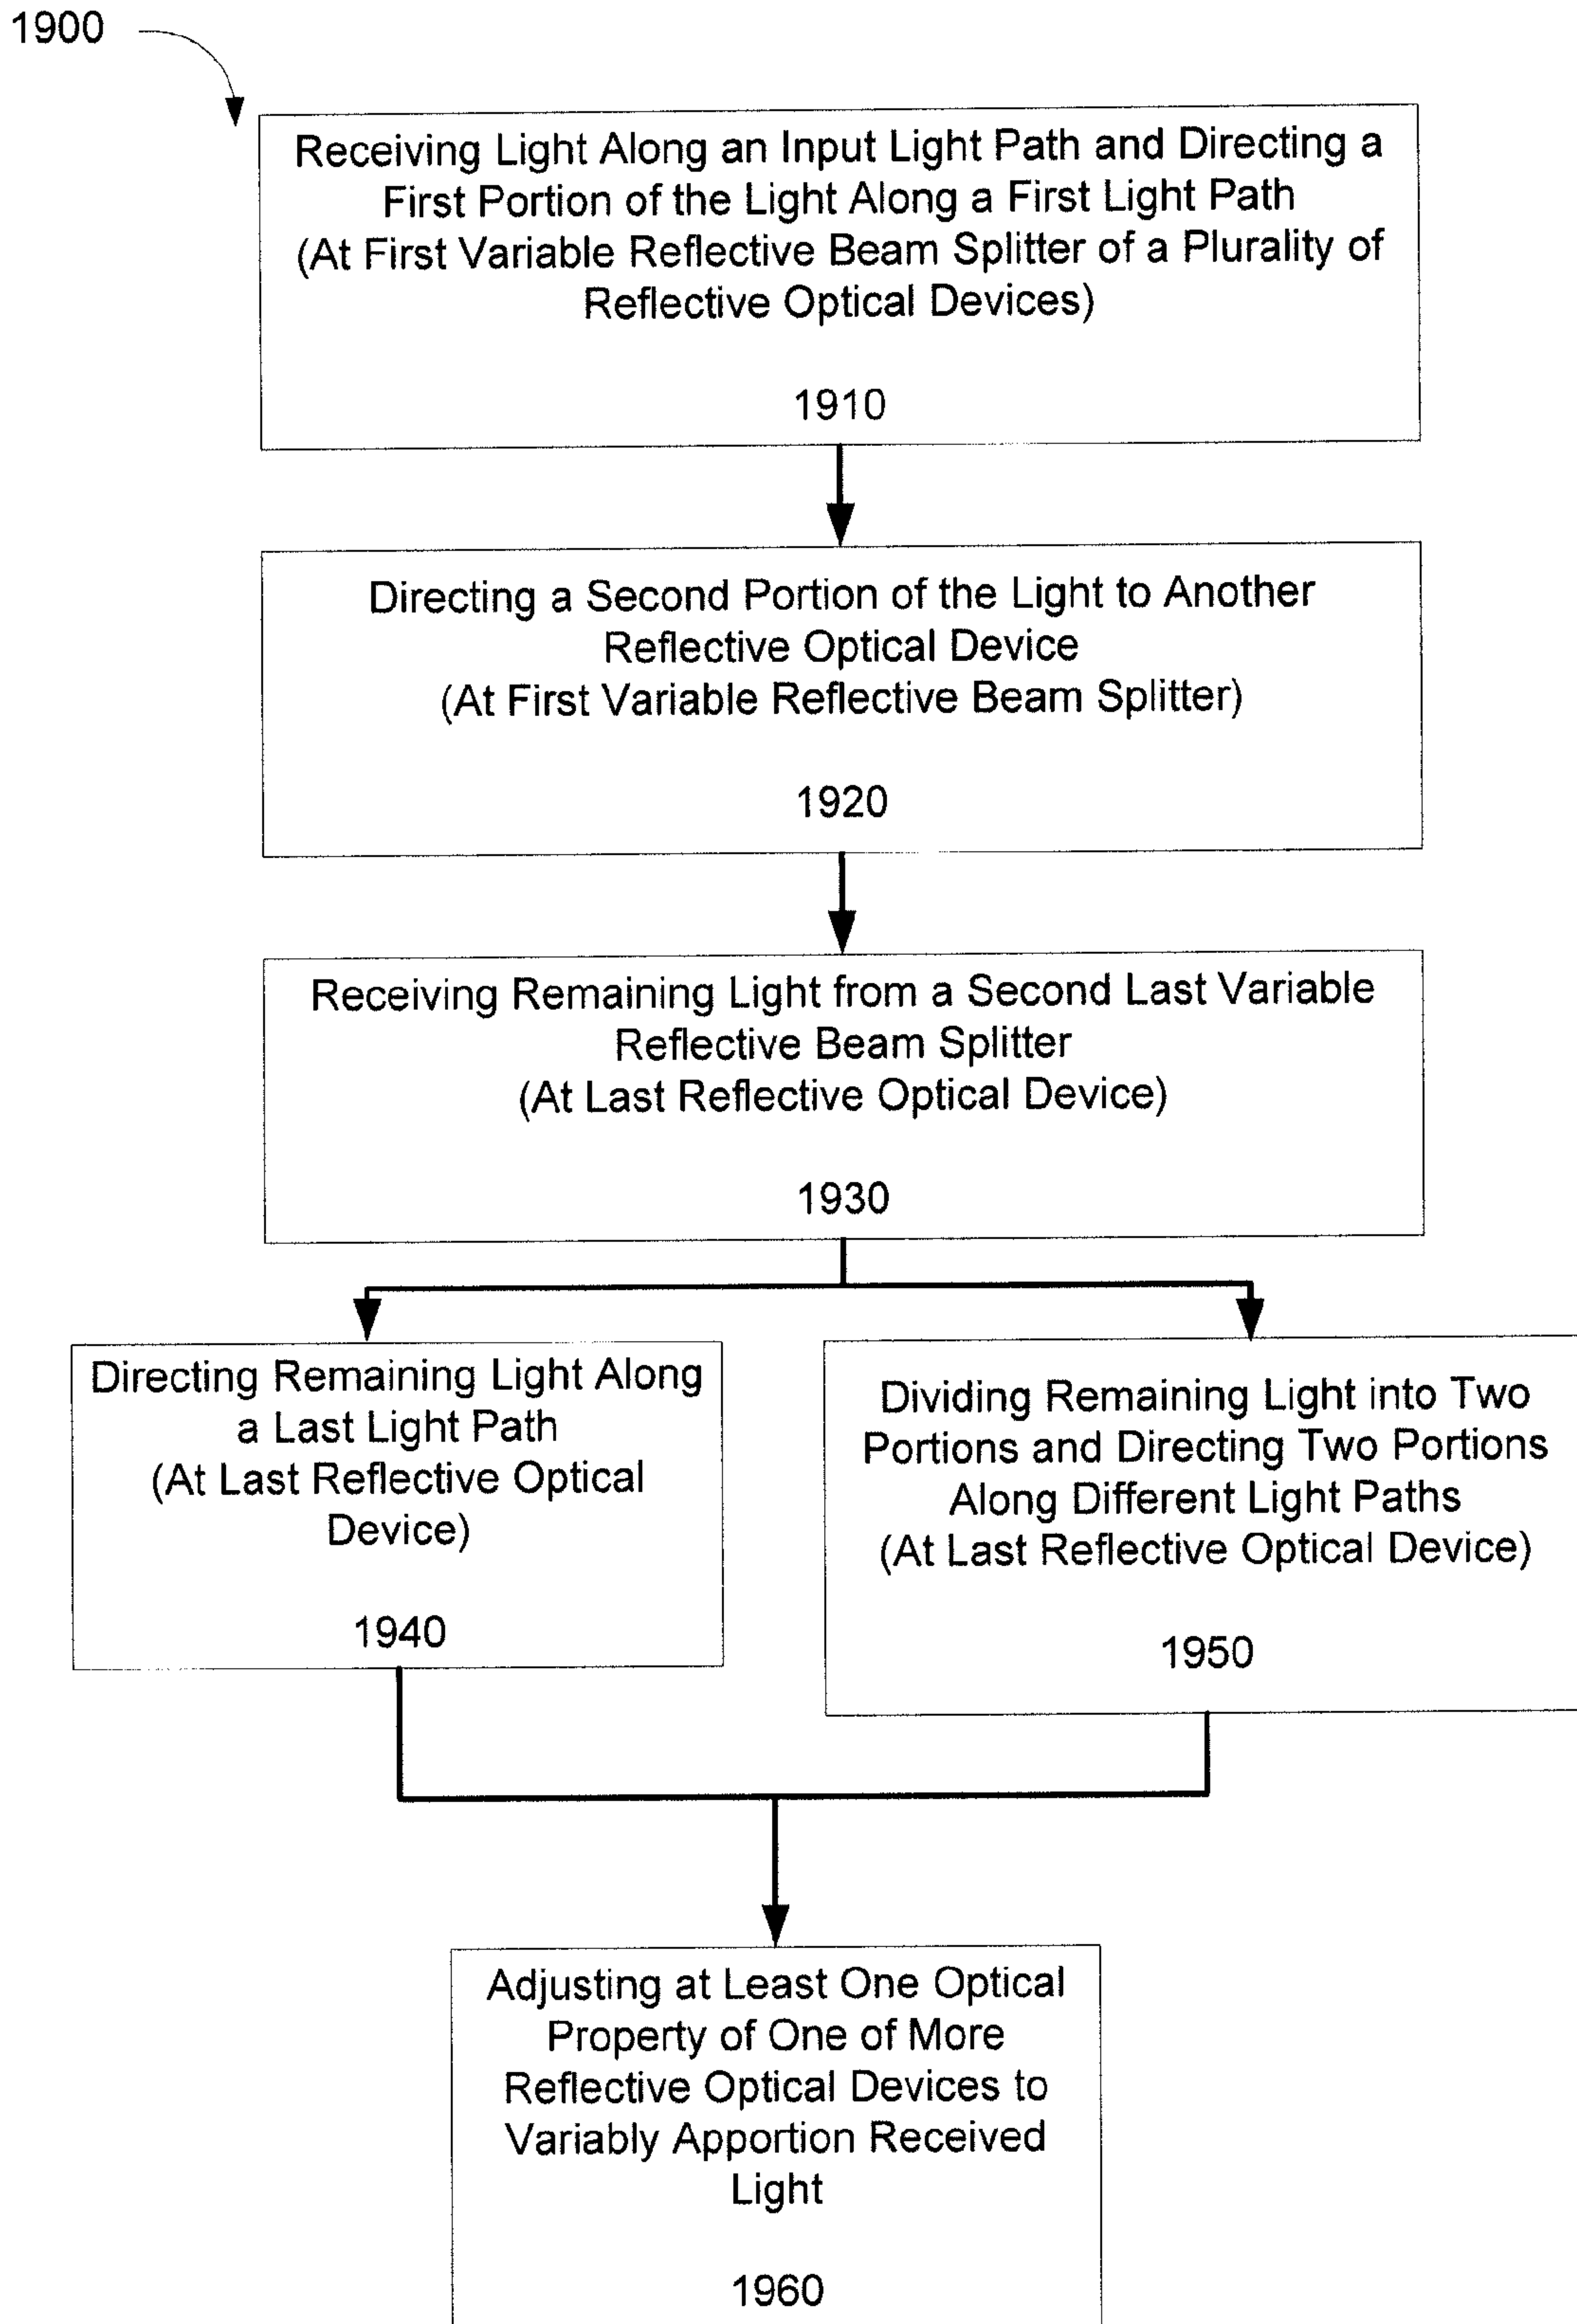 1900
Receiving Light Along an Input Light Path and Directing a
First Portion of the Light Along a First Light Path
(At First Variable Reflective Beam Splitter of a Plurality of
Reflective Optical Devices)
1910
Directing a Second Portion of the Light to Another
Reflective Optical Device
(At First Variable Reflective Beam Splitter)
1920
Receiving Remaining Light from a Second Last Variable
Reflective Beam Splitter
(At Last Reflective Optical Device)
1930
Directing Remaining Light Along
a Last Light Path
(At Last Reflective Optical
Device)
1940
Dividing Remaining Light into Two
Portions and Directing Two Portions
Along Different Light Paths
(At Last Reflective Optical Device)
1950
Adjusting at Least One Optical
Property of One of More
Reflective Optical Devices to
Variably Apportion Received
Light
1960